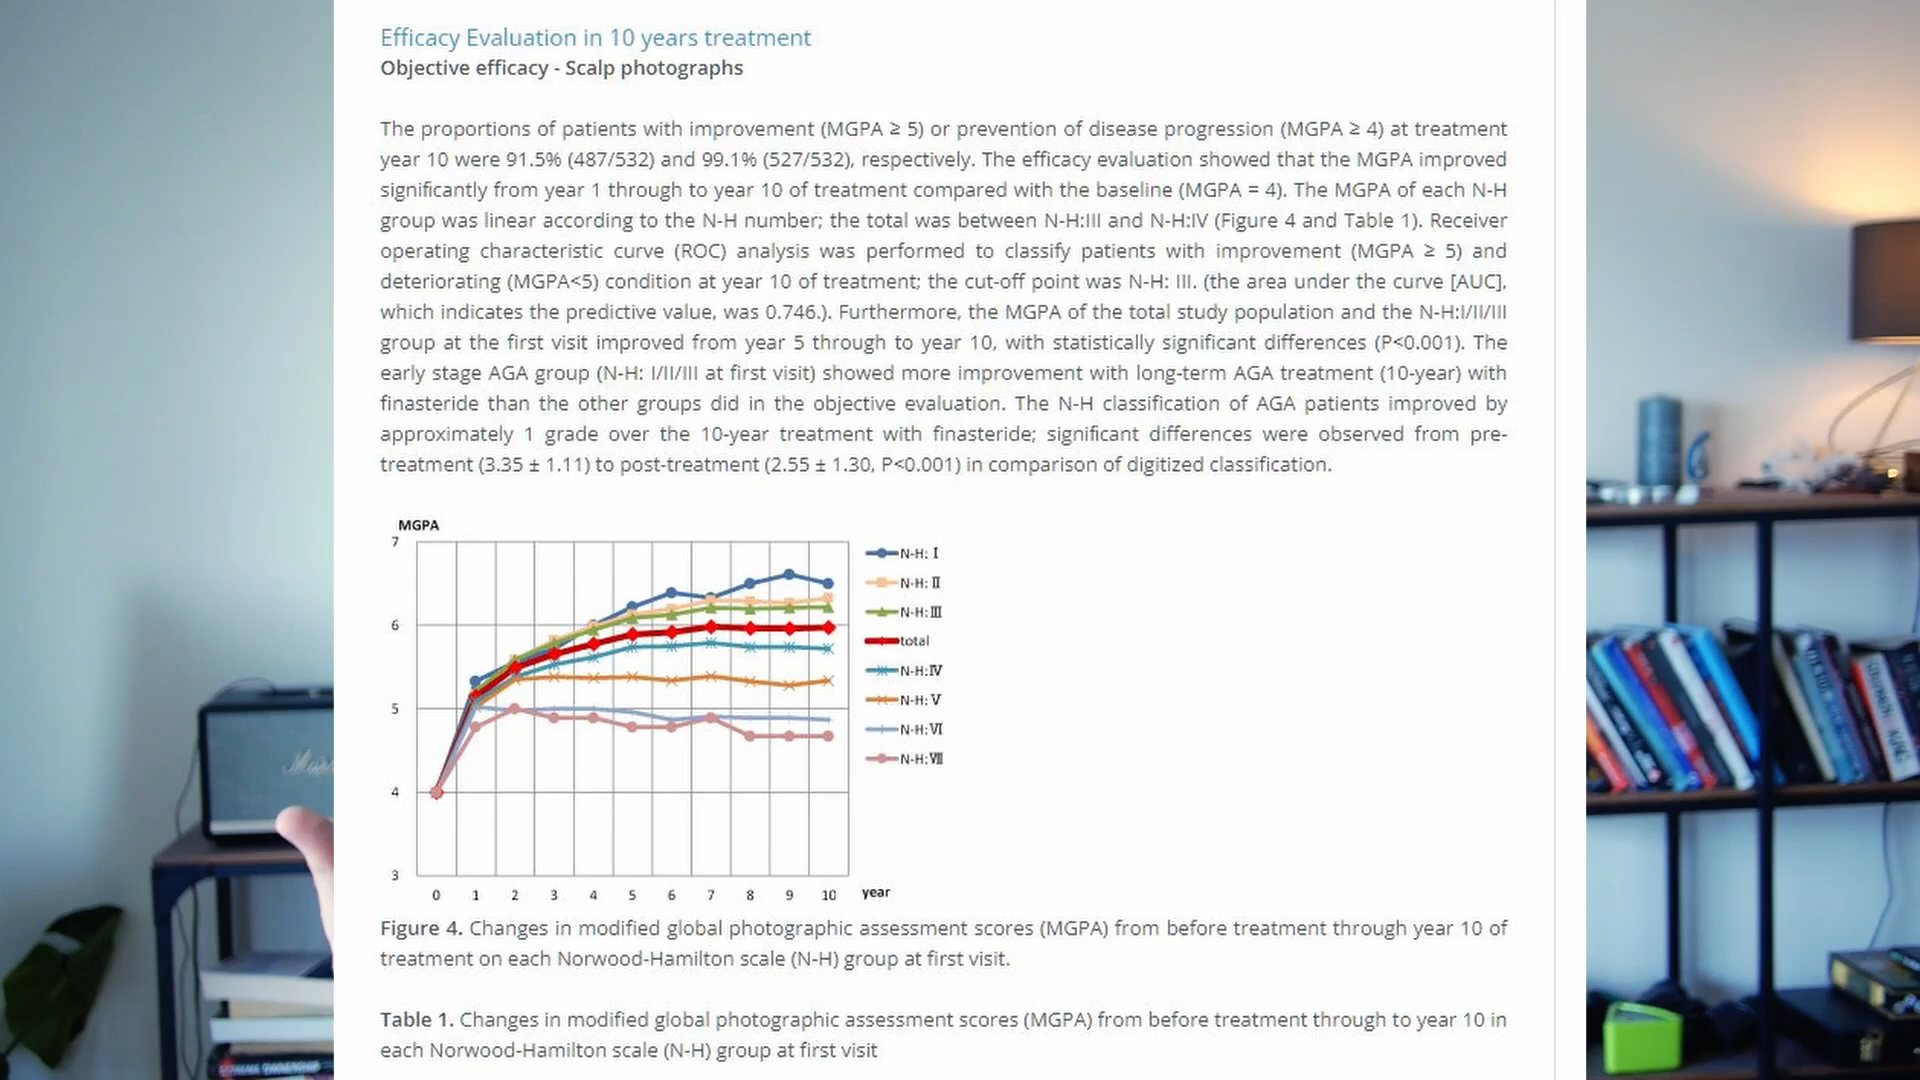 Efficacy Evaluation in 10 years treatment
Objective efficacy - Scalp photographs
The proportions of patients with improvement (MGPA ≥ 5) or prevention of disease progression (MGPA ≥ 4) at treatment
year 10 were 91.5% (487/532) and 99.1% (527/532), respectively. The efficacy evaluation showed that the MGPA improved
significantly from year 1 through to year 10 of treatment compared with the baseline (MGPA = 4). The MGPA of each N-H
group was linear according to the N-H number; the total was between N-H:III and N-H:IV (Figure 4 and Table 1). Receiver
operating characteristic curve (ROC) analysis was performed to classify patients with improvement (MGPA ≥ 5) and
deteriorating (MGPA<5) condition at year 10 of treatment; the cut-off point was N-H: III. (the area under the curve [AUC],
which indicates the predictive value, was 0.746.). Furthermore, the MGPA of the total study population and the N-H:I/II/III
group at the first visit improved from year 5 through to year 10, with statistically significant differences (P<0.001). The
early stage AGA group (N-H: I/II/III at first visit) showed more improvement with long-term AGA treatment (10-year) with
finasteride than the other groups did in the objective evaluation. The N-H classification of AGA patients improved by
approximately 1 grade over the 10-year treatment with finasteride; significant differences were observed from pre-
treatment (3.35 ± 1.11) to post-treatment (2.55 ± 1.30, P<0.001) in comparison of digitized classification.
MGPA
7
6
5
4
3
0 1 2 3 4 5 6 7 8 9 10 year
N-H: I
N-H: II
N-H: III
total
N-H: IV
N-H: V
N-H: VI
N-H: VII
Figure 4. Changes in modified global photographic assessment scores (MGPA) from before treatment through year 10 of
treatment on each Norwood-Hamilton scale (N-H) group at first visit.
Table 1. Changes in modified global photographic assessment scores (MGPA) from before treatment through to year 10 in
each Norwood-Hamilton scale (N-H) group at first visit